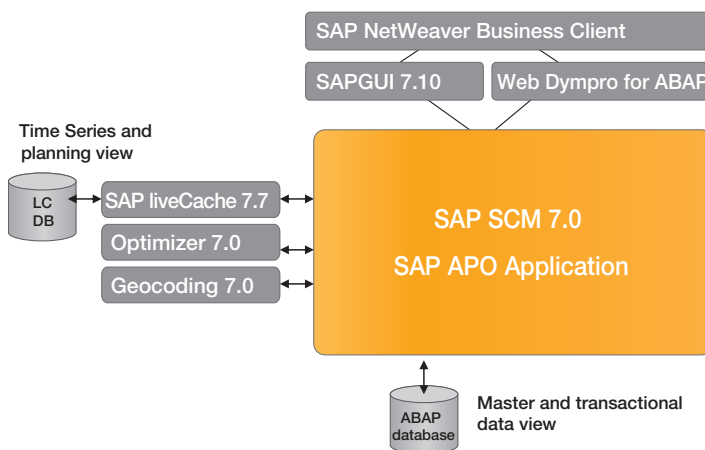 SAP NetWeaver Business Client
SAPGUI 7.10
Web Dympro for ABAP
Time Series and
planning view
LC
DB
SAP liveCache 7.7
Optimizer 7.0
Geocoding 7.0
SAP SCM 7.0
SAP APO Application
ABAP
database
Master and transactional
data view